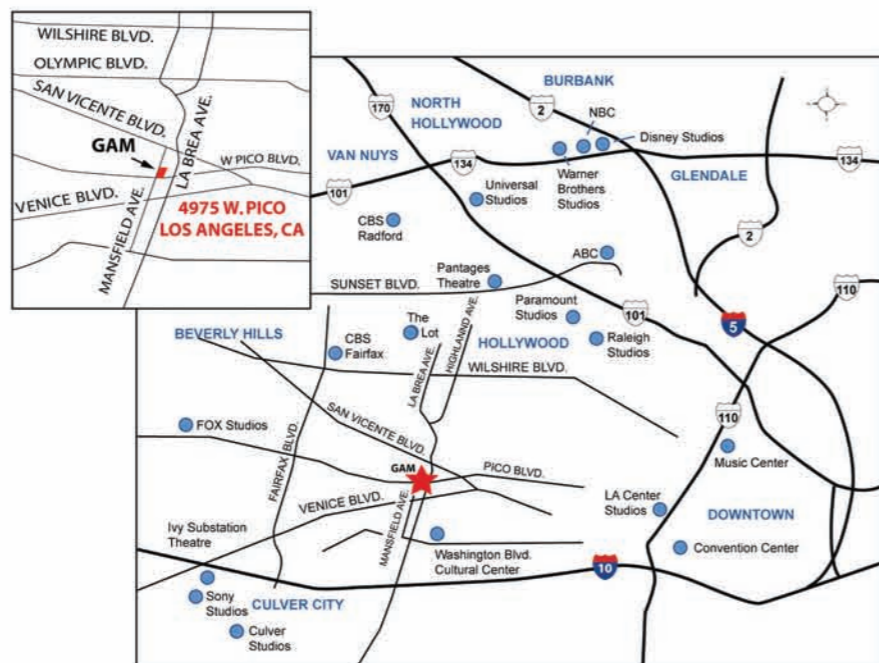 WILSHIRE BLVD.
OLYMPIC BLVD.
SAN VICENTE BLVD.
LA BREA AVE.
GAM
W PICO BLVD.
VENICE BLVD.
MANSFIELD AVE.
4975 W. PICO
LOS ANGELES, CA
BURBANK
2
NBC
170
NORTH
HOLLYWOOD
Disney Studios
VAN NUYS
134
134
Warner
Brothers
Studios
GLENDALE
101
Universal
Studios
CBS
Radford
2
ABC
Pantages
Theatre
SUNSET BLVD.
110
Paramount
Studios
101
5
BEVERLY HILLS
The
Lot
HIGHLANND AVE.
CBS
Fairfax
HOLLYWOOD
Raleigh
Studios
LA BREA AVE.
WILSHIRE BLVD.
SAN VICENTE BLVD.
110
FOX Studios
FAIRFAX BLVD.
Music Center
GAM
PICO BLVD.
VENICE BLVD.
MANSFIELD AVE.
LA Center
Studios
DOWNTOWN
Ivy Substation
Theatre
Washington Blvd.
Cultural Center
Convention Center
10
Sony
Studios
CULVER CITY
Culver
Studios